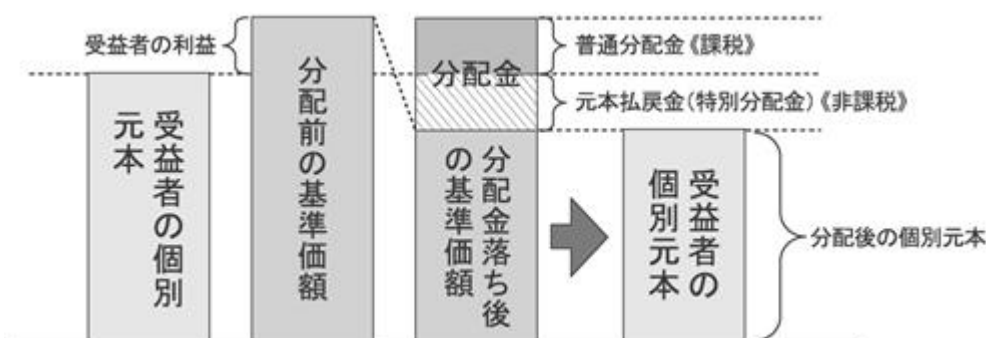 受益者の利益
受益者の個別
元本
分配前の基準価額
分配金
普通分配金《課税》
元本払戻金(特別分配金)《非課税》
分配金落ち後
の基準価額
受益者の
個別元本
分配後の個別元本